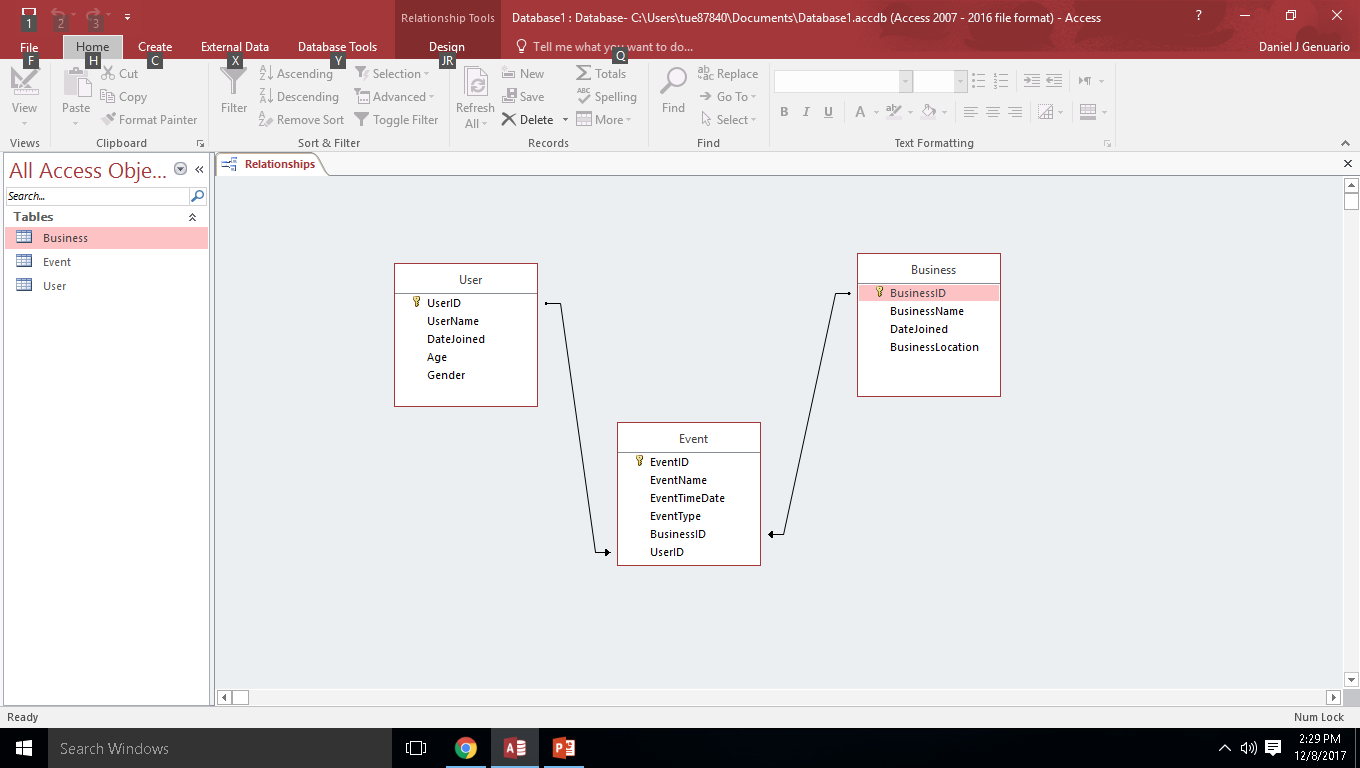 Relationship Tools
Database1 : Database- C:\Users\tue87840\Documents\Database1.accdb (Access 2007 - 2016 file format) - Access
?
1
2
3
File
Home
Create
External Data
Database Tools
Design
Tell me what you want to do...
Daniel J Genuario
F
H
C
X
Y
JR
Q
View
Paste
Cut
Copy
Format Painter
Filter
Ascending
Descending
Remove Sort
Selection
Advanced
Toggle Filter
Refresh
All
New
Save
Delete
Totals
Spelling
More
Find
Replace
Go To
Select
B I U A
Views
Clipboard
Sort & Filter
Records
Find
Text Formatting
All Access Obje...
Search...
Tables
Business
Event
User
Relationships
User
UserID
UserName
DateJoined
Age
Gender
Business
BusinessID
BusinessName
DateJoined
BusinessLocation
Event
EventID
EventName
EventTimeDate
EventType
BusinessID
UserID
Ready
Num Lock
Search Windows
2:29 PM
12/8/2017